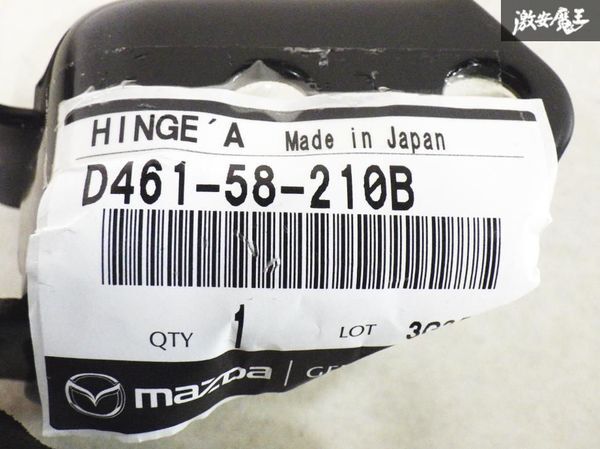 激安魔王
HINGE'A Made in Japan
D461-58-210B
QTY 1 LOT
mazda